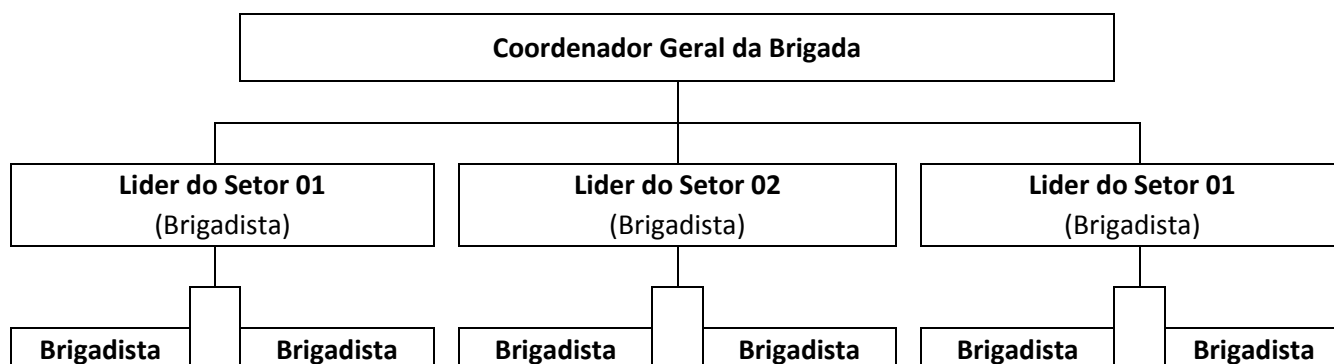 Coordenador Geral da Brigada
Lider do Setor 01
(Brigadista)
Lider do Setor 02
(Brigadista)
Lider do Setor 01
(Brigadista)
Brigadista
Brigadista
Brigadista
Brigadista
Brigadista
Brigadista